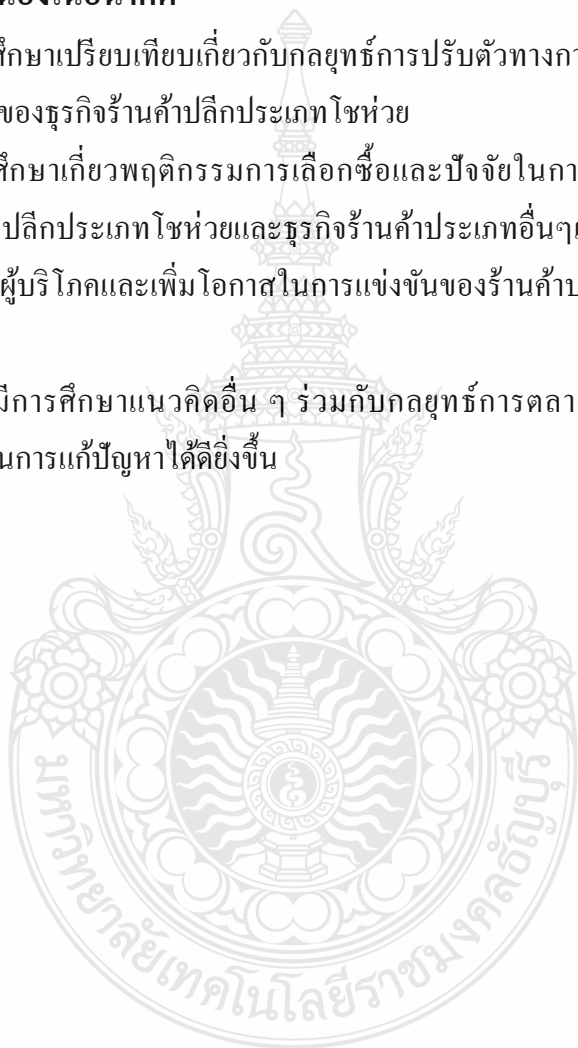 ศึกษาเปรียบเทียบเกี่ยวกับกลยุทธ์การปรับตัวทางกา
ของธุรกิจร้านค้าปลีกประเภทโชห่วย
ศึกษาเกี่ยวพฤติกรรมการเลือกซื้อและปัจจัยในกา
ปลีกประเภทโชห่วยและธุรกิจร้านค้าประเภทอื่นๆ
ผู้บริโภคและเพิ่มโอกาสในการแข่งขันของร้านค้าป
มีการศึกษาแนวคิดอื่น ๆ ร่วมกับกลยุทธ์การตลา
นการแก้ปัญหาได้ดียิ่งขึ้น
มหาวิทยาลัยเทคโนโลยีราชมงคลธัญบุรี